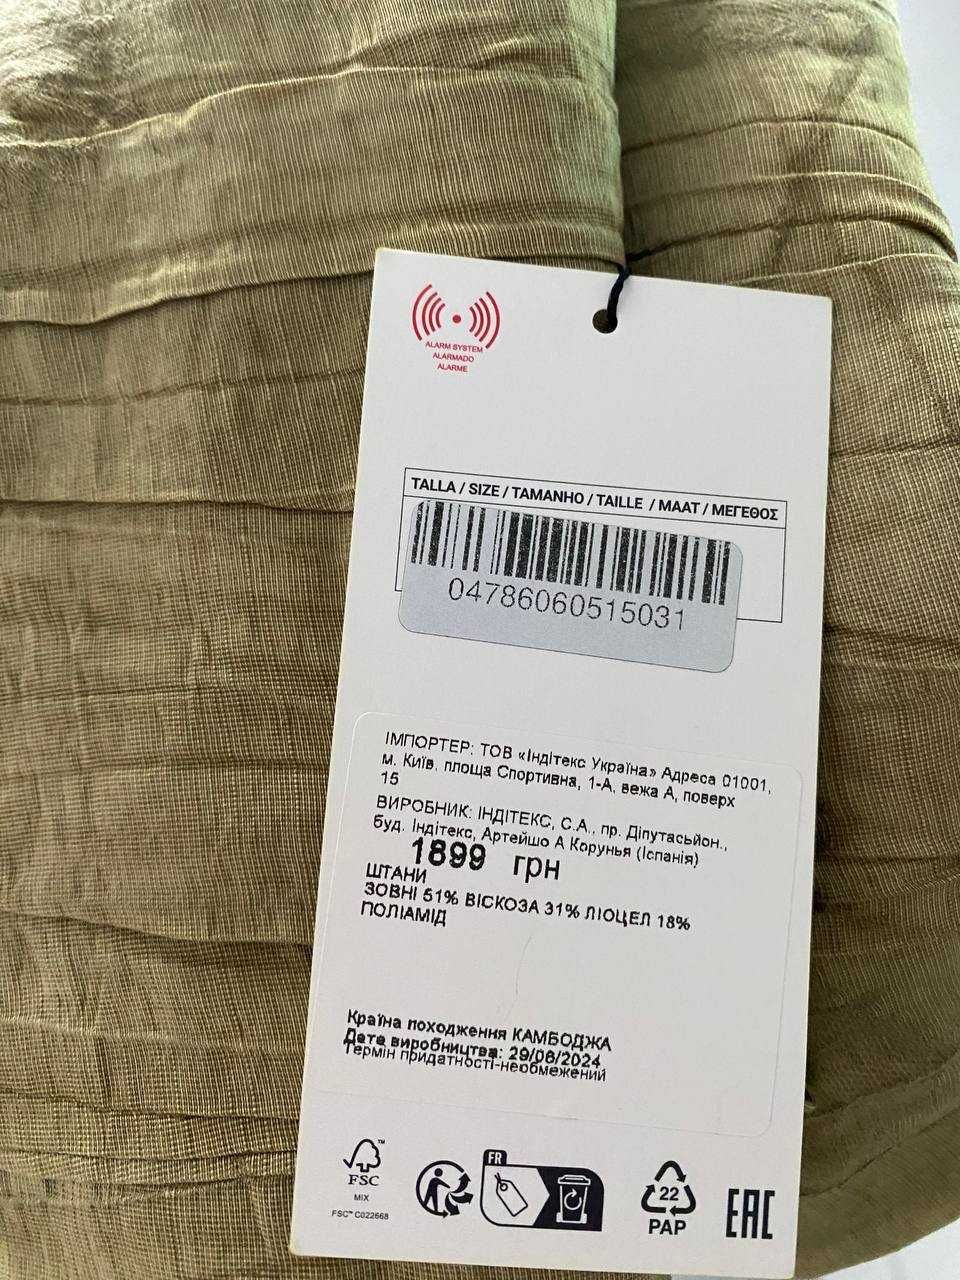 ALARM SYSTEM
ALARMADO
ALARME
TALLA / SIZE / TAMANHO / TAILLE / MAAT / ΜΕΓΕΘΟΣ
04786060515031
ІМПОРТЕР: ТОВ «Індітекс Україна» Адреса 01001,
м. Київ, площа Спортивна, 1-А, вежа А, поверх
15
ВИРОБНИК: ІНДІТЕКС, С.А., пр. Діпутасьйон.,
буд. Індітекс, Артейшо А Корунья (Іспанія)
1899 грн
ШТАНИ
ЗОВНІ 51% ВІСКОЗА 31% ЛІОЦЕЛ 18%
ПОЛІАМІД
Країна походження КАМБОДЖА
Дата виробництва: 29/06/2024
Термін придатності-необмежений
FSC™
MIX
FSC™ C022668
FR
22
PAP
EAC